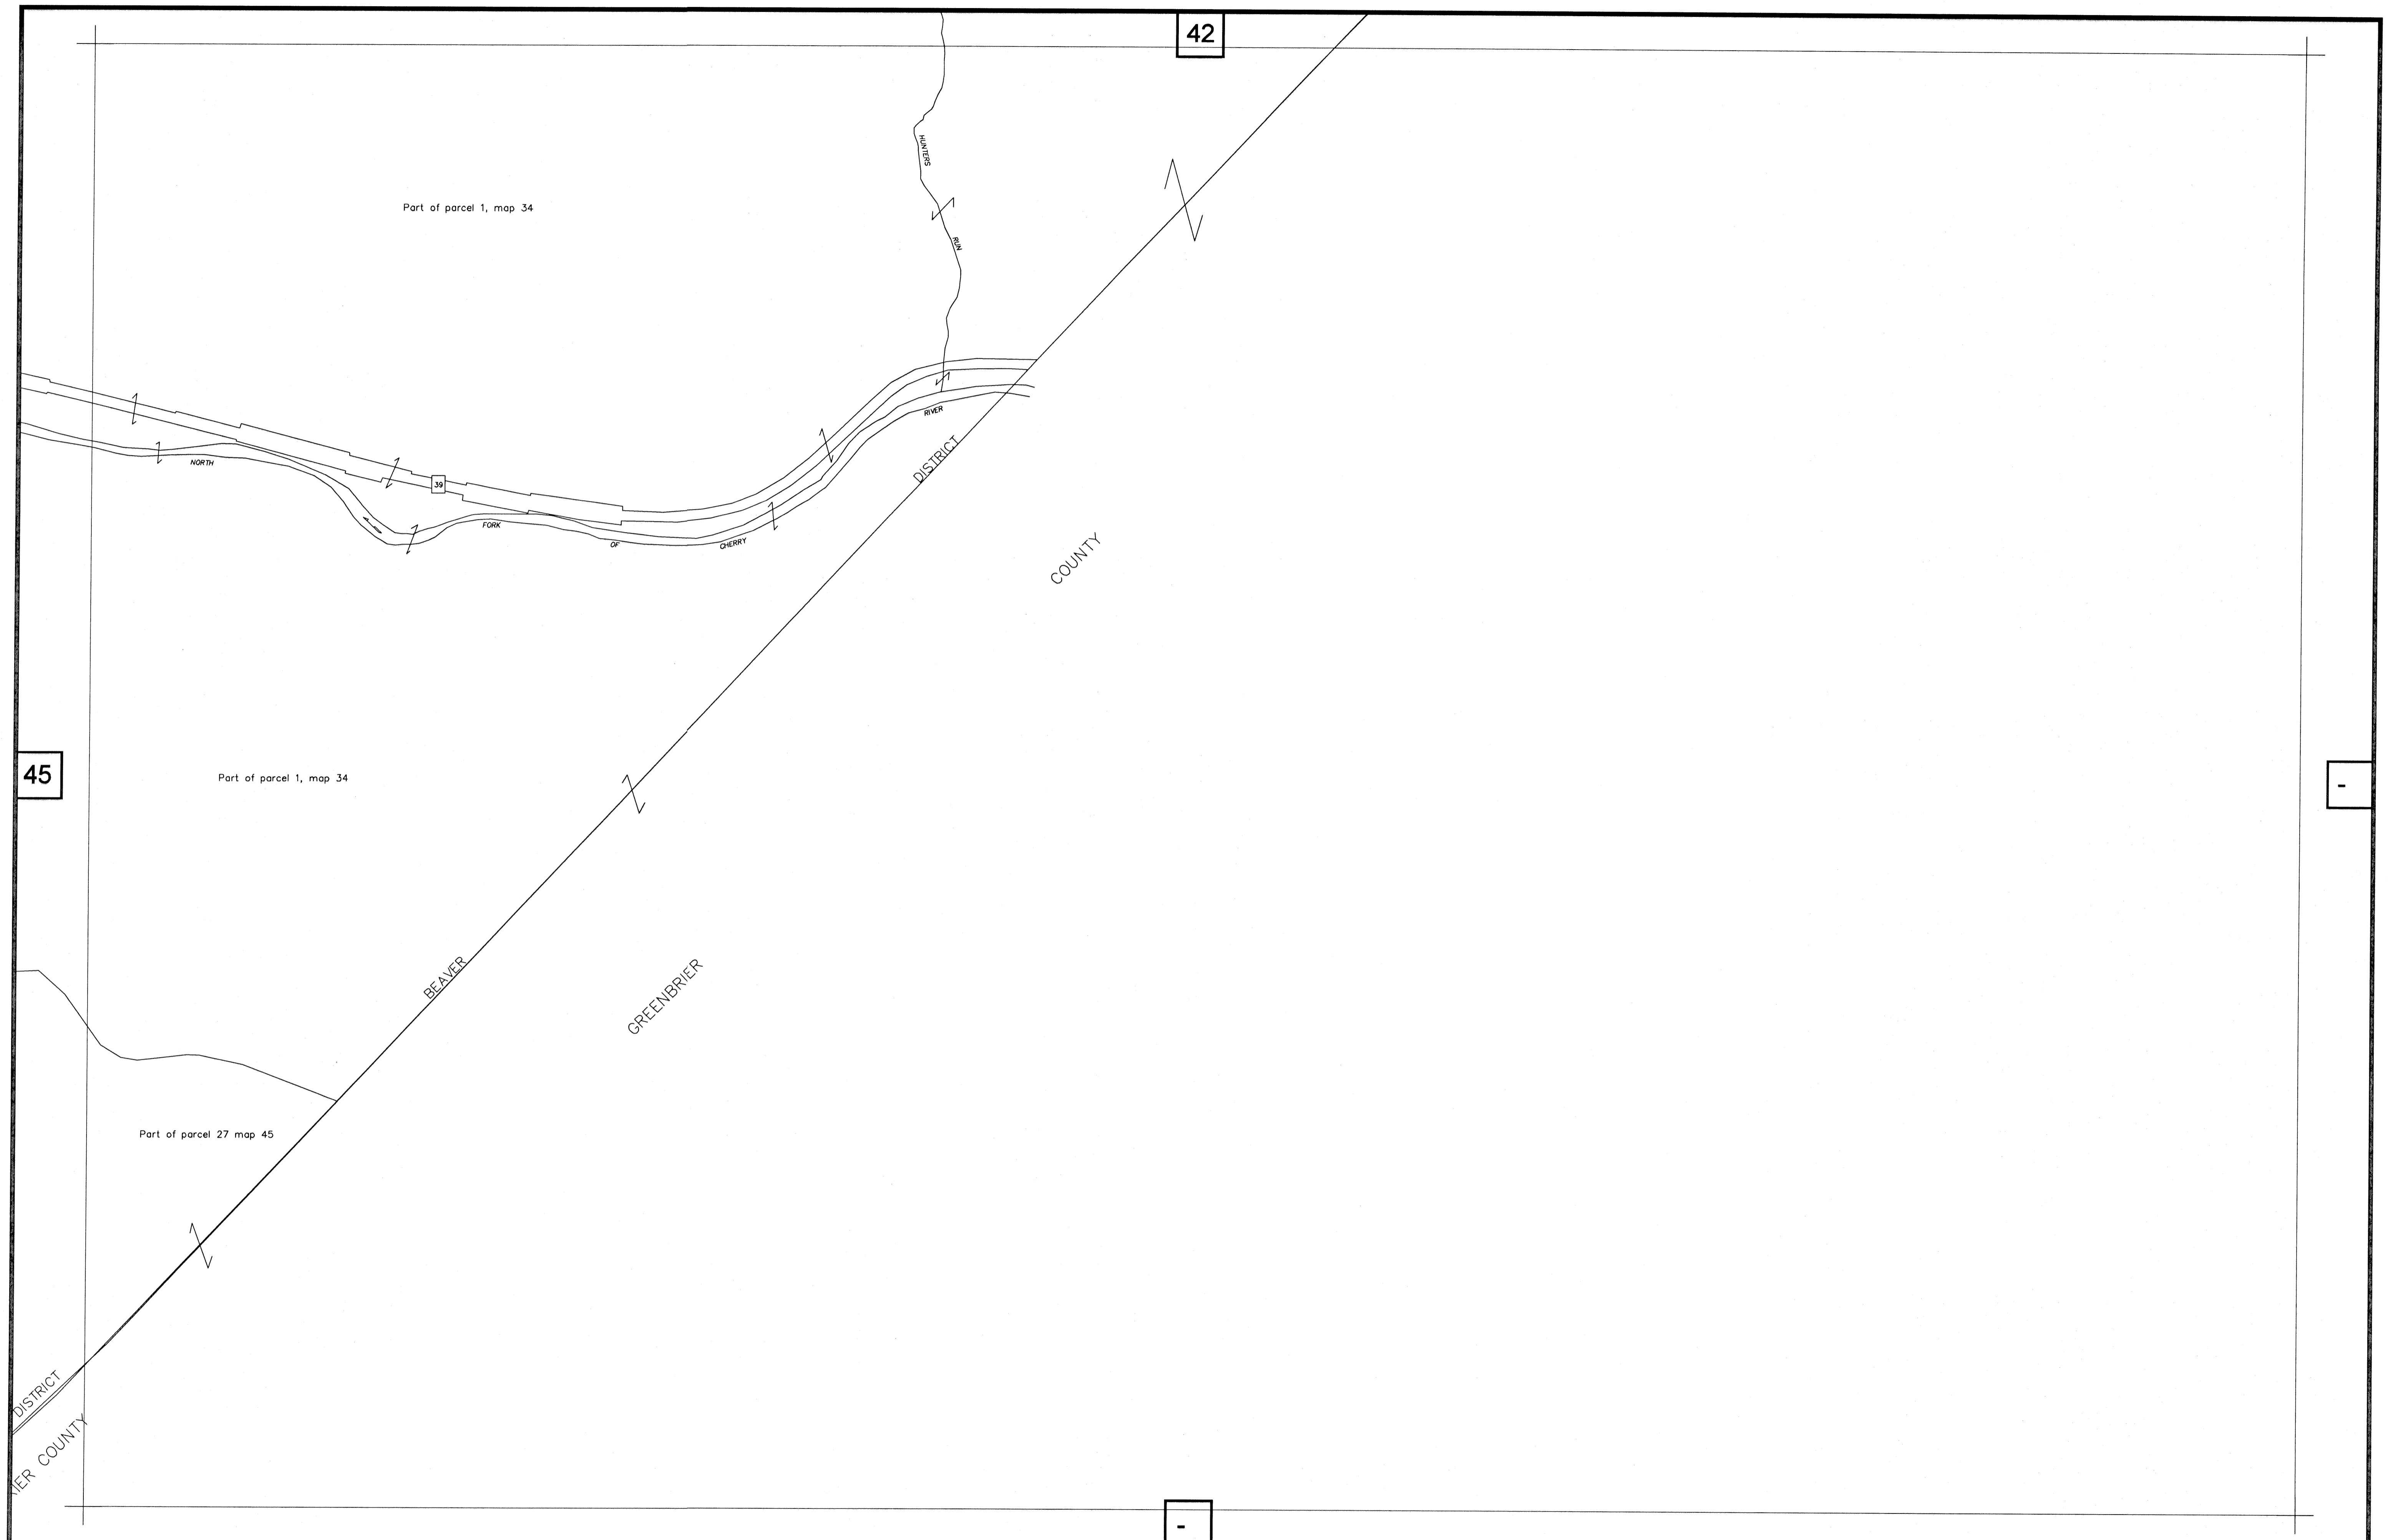 42
HUNTERS
Part of parcel 1, map 34
RUN
RIVER
DISTRICT
NORTH
39
FORK
OF
CHERRY
COUNTY
45
Part of parcel 1, map 34
-
BEAVER
GREENBRIER
Part of parcel 27 map 45
DISTRICT
IER COUNTY
-